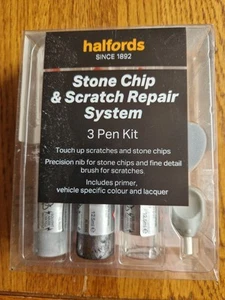 halfords
SINCE 1892
Stone Chip
& Scratch Repair
System
3 Pen Kit
Touch up scratches and stone chips
Precision nib for stone chips and fine detail
brush for scratches
Includes primer,
vehicle specific colour and lacquer